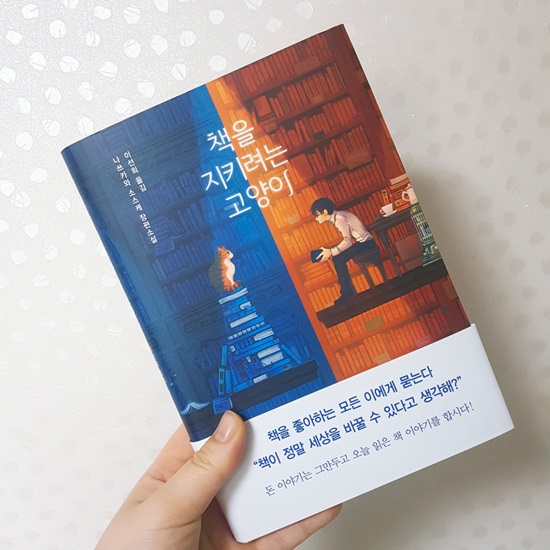 책을
지키려는
고양이
나쓰카와 소스케 장편소설
이선희 옮김
책을 좋아하는 모든 이에게 묻는다
“책이 정말 세상을 바꿀 수 있다고 생각해?”
돈 이야기는 그만두고 오늘 읽은 책 이야기를 합시다!